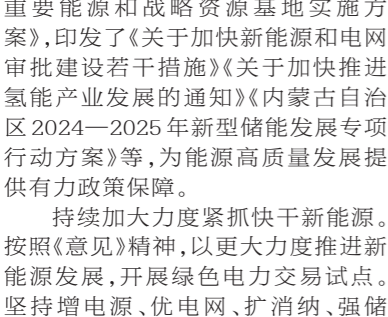 重要能源和战略资源基地实施方
案》,印发了《关于加快新能源和电网
审批建设若干措施》《关于加快推进
氢能产业发展的通知》《内蒙古自治
区2024—2025年新型储能发展专项
行动方案》等,为能源高质量发展提
供有力政策保障。
持续加大力度紧抓快干新能源。
按照《意见》精神,以更大力度推进新
能源发展,开展绿色电力交易试点。
坚持增电源、优电网、扩消纳、强储